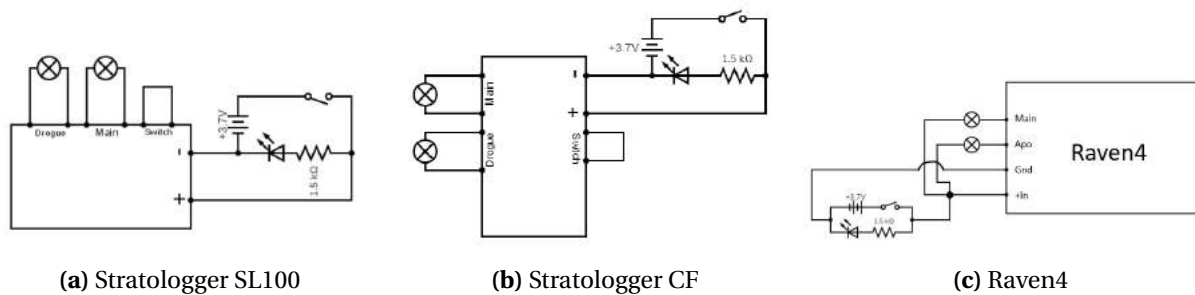 Drogue
Main
Switch
+3.7V
-
1.5 kΩ
+
(a) Stratologger SL100
+3.7V
1.5 kΩ
Main
-
+
Drogue
Switch
(b) Stratologger CF
Main
Apo
Gnd
+In
Raven4
+3.7V
1.5 kΩ
(c) Raven4